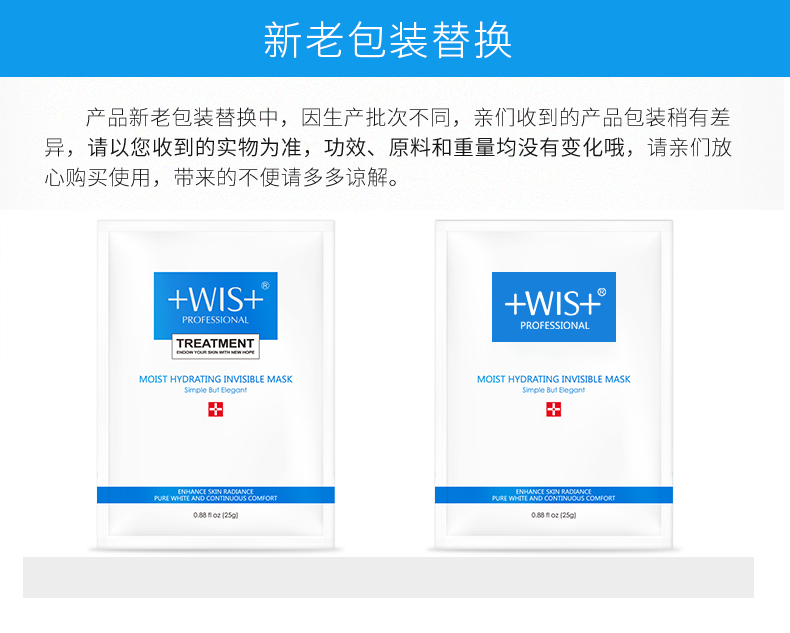 新老包装替换
产品新老包装替换中，因生产批次不同，亲们收到的产品包装稍有差
异，请以您收到的实物为准，功效、原料和重量均没有变化哦，请亲们放
心购买使用，带来的不便请多多谅解。
+WIS+®
PROFESSIONAL
TREATMENT
ENDOW YOUR SKIN WITH NEW HOPE
MOIST HYDRATING INVISIBLE MASK
Simple But Elegant
ENHANCE SKIN RADIANCE
PURE WHITE AND CONTINUOUS COMFORT
0.88 fl oz (25g)
+WIS+®
PROFESSIONAL
MOIST HYDRATING INVISIBLE MASK
Simple But Elegant
ENHANCE SKIN RADIANCE
PURE WHITE AND CONTINUOUS COMFORT
0.88 fl oz (25g)